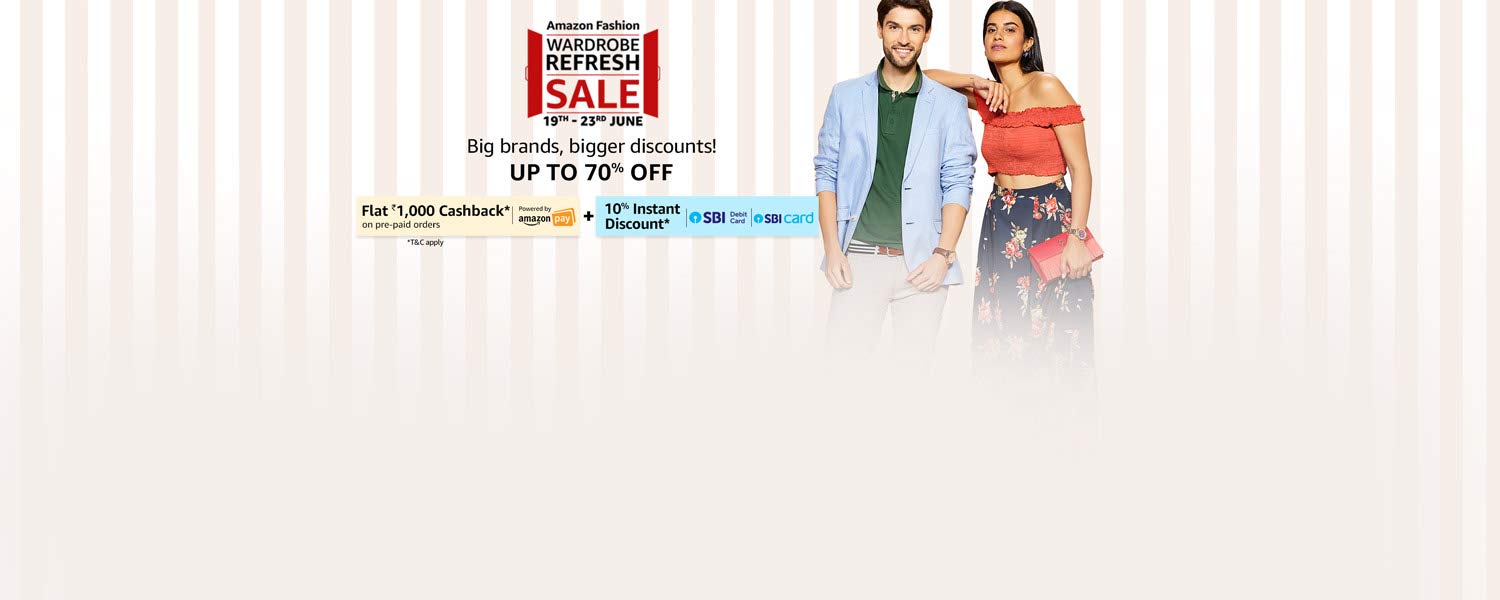 Amazon Fashion
WARDROBE
REFRESH
SALE
19TH - 23RD JUNE
Big brands, bigger discounts!
UP TO 70% OFF
Flat ₹1,000 Cashback*
on pre-paid orders
Powered by
amazon pay
+
10% Instant
Discount*
SBI Debit
Card
SBI card
*T&C apply